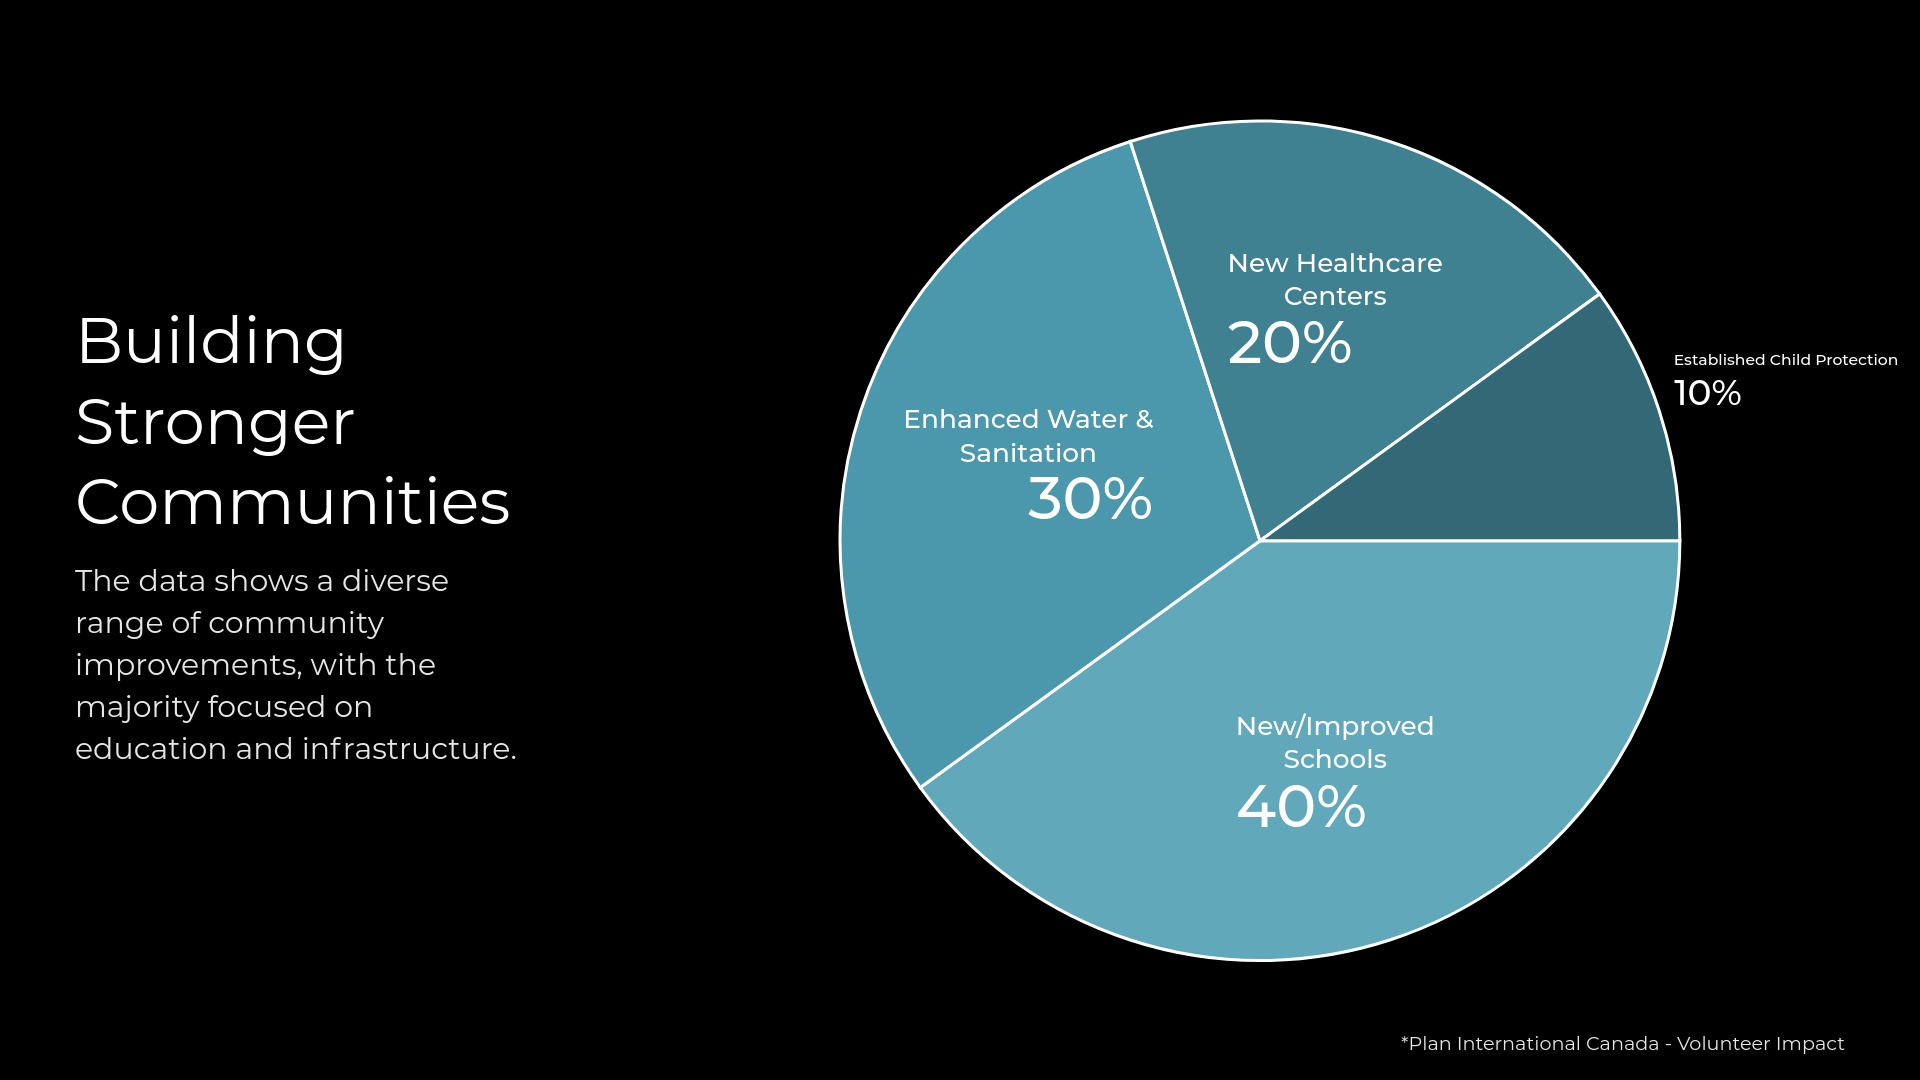 Building
Stronger
Communities
The data shows a diverse
range of community
improvements, with the
majority focused on
education and infrastructure.
New Healthcare
Centers
20%
Established Child Protection
10%
Enhanced Water &
Sanitation
30%
New/Improved
Schools
40%
*Plan International Canada - Volunteer Impact